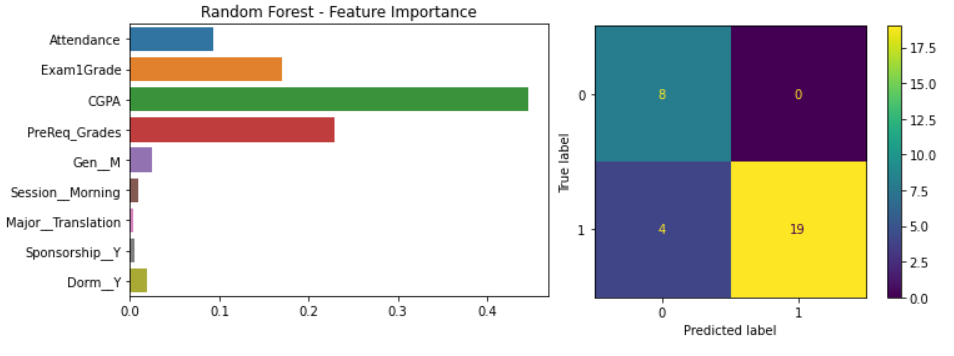 Random Forest - Feature Importance
Attendance
Exam1Grade
CGPA
PreReq_Grades
Gen__M
Session__Morning
Major__Translation
Sponsorship__Y
Dorm__Y
0.0 0.1 0.2 0.3 0.4
True label
0
1
8 0
4 19
0 1
Predicted label
17.5
15.0
12.5
10.0
7.5
5.0
2.5
0.0